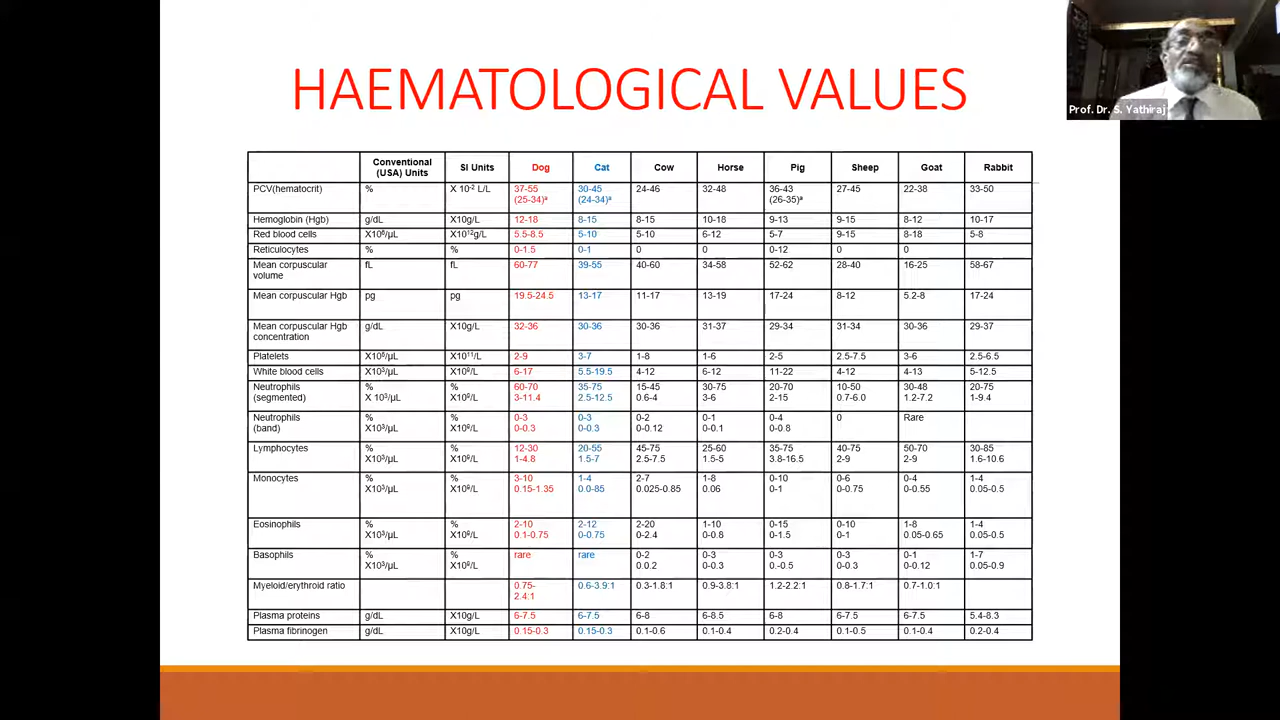 Prof. Dr. S. Yathiraj
HAEMATOLOGICAL VALUES
Conventional (USA) Units SI Units Dog Cat Cow Horse Pig Sheep Goat Rabbit
PCV(hematocrit) % X 10-2 L/L 37-55 30-45 24-46 32-48 36-43 27-45 22-38 33-50
(25-34)a (24-34)a (26-35)a
Hemoglobin (Hgb) g/dL X10g/L 12-18 8-15 8-15 10-18 9-13 9-15 8-12 10-17
Red blood cells X106/µL X1012g/L 5.5-8.5 5-10 5-10 6-12 5-7 9-15 8-18 5-8
Reticulocytes % % 0-1.5 0-1 0 0 0-12 0 0
Mean corpuscular fL fL 60-77 39-55 40-60 34-58 52-62 28-40 16-25 58-67
volume
Mean corpuscular Hgb pg pg 19.5-24.5 13-17 11-17 13-19 17-24 8-12 5.2-8 17-24
Mean corpuscular Hgb g/dL X10g/L 32-36 30-36 30-36 31-37 29-34 31-34 30-36 29-37
concentration
Platelets X105/µL X1011/L 2-9 3-7 1-8 1-6 2-5 2.5-7.5 3-6 2.5-6.5
White blood cells X103/µL X109/L 6-17 5.5-19.5 4-12 6-12 11-22 4-12 4-13 5-12.5
Neutrophils % % 60-70 35-75 15-45 30-75 20-70 10-50 30-48 20-75
(segmented) X 103/µL X109/L 3-11.4 2.5-12.5 0.6-4 3-6 2-15 0.7-6.0 1.2-7.2 1-9.4
Neutrophils % % 0-3 0-3 0-2 0-1 0-4 0 Rare
(band) X103/µL X109/L 0-0.3 0-0.3 0-0.12 0-0.1 0-0.8
Lymphocytes % % 12-30 20-55 45-75 25-60 35-75 40-75 50-70 30-85
X103/µL X109/L 1-4.8 1.5-7 2.5-7.5 1.5-5 3.8-16.5 2-9 2-9 1.6-10.6
Monocytes % % 3-10 1-4 2-7 1-8 0-10 0-6 0-4 1-4
X103/µL X109/L 0.15-1.35 0.0-85 0.025-0.85 0.06 0-1 0-0.75 0-0.55 0.05-0.5
Eosinophils % % 2-10 2-12 2-20 1-10 0-15 0-10 1-8 1-4
X103/µL X109/L 0.1-0.75 0-0.75 0-2.4 0-0.8 0-1.5 0-1 0.05-0.65 0.05-0.5
Basophils % % rare rare 0-2 0-3 0-3 0-3 0-1 1-7
X103/µL X109/L 0.0.2 0-0.3 0.-0.5 0-0.3 0-0.12 0.05-0.9
Myeloid/erythroid ratio 0.75- 0.6-3.9:1 0.3-1.8:1 0.9-3.8:1 1.2-2.2:1 0.8-1.7:1 0.7-1.0:1
2.4:1
Plasma proteins g/dL X10g/L 6-7.5 6-7.5 6-8 6-8.5 6-8 6-7.5 6-7.5 5.4-8.3
Plasma fibrinogen g/dL X10g/L 0.15-0.3 0.15-0.3 0.1-0.6 0.1-0.4 0.2-0.4 0.1-0.5 0.1-0.4 0.2-0.4